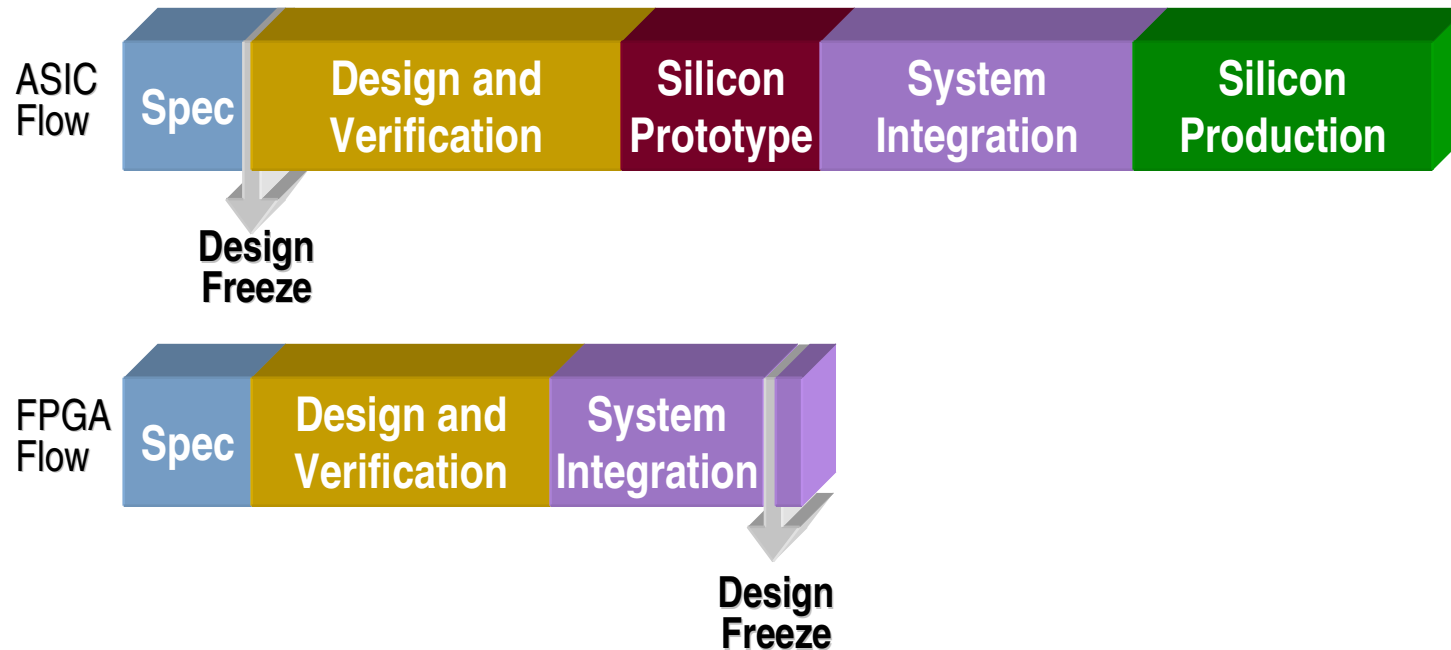 ASIC
Flow
Spec
Design and
Verification
Silicon
Prototype
System
Integration
Silicon
Production
Design
Freeze
FPGA
Flow
Spec
Design and
Verification
System
Integration
Design
Freeze